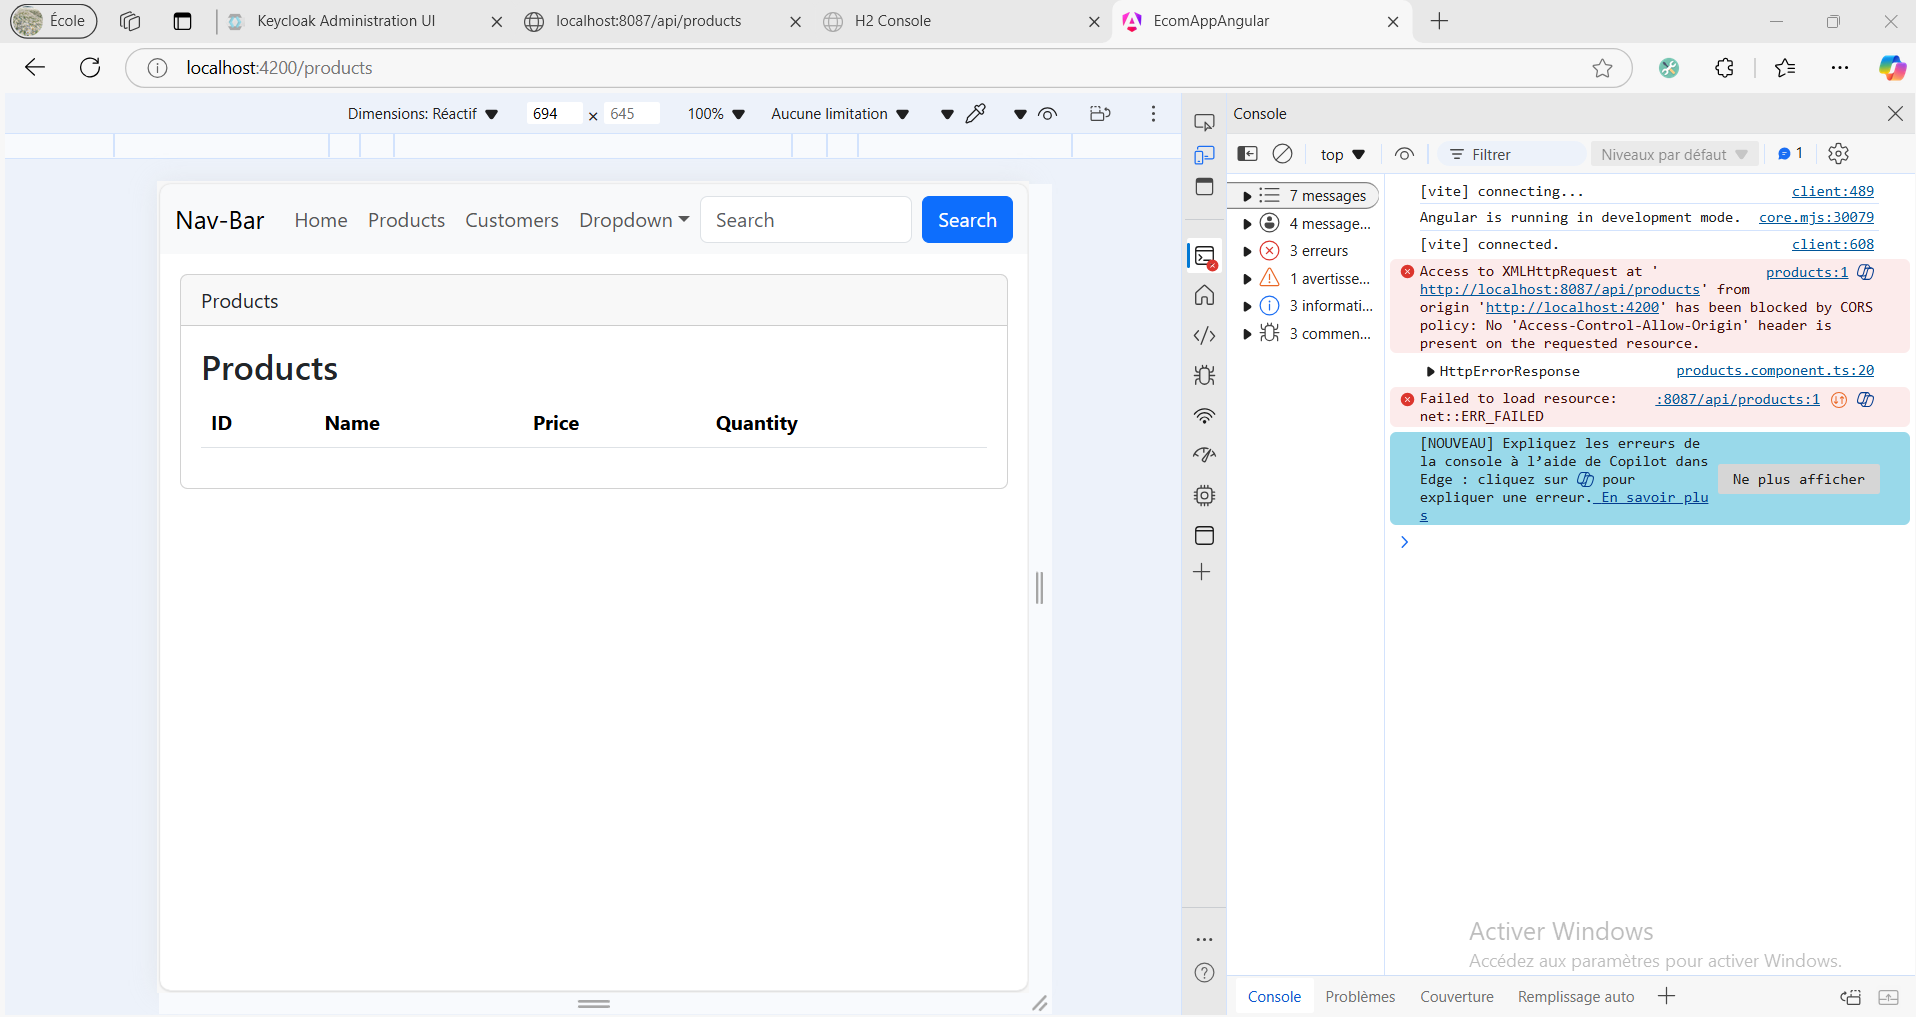 École
Keycloak Administration UI
localhost:8087/api/products
H2 Console
EcomAppAngular
localhost:4200/products
Dimensions: Réactif
694 × 645
100%
Aucune limitation
Nav-Bar
Home
Products
Customers
Dropdown
Search
Search
Products
Products
ID Name Price Quantity
Console
top
Filtrer
Niveaux par défaut
1
7 messages
4 message...
3 erreurs
1 avertisse...
3 informati...
3 commen...
[vite] connecting... client:489
Angular is running in development mode. core.mjs:30079
[vite] connected. client:608
Access to XMLHttpRequest at ' products:1
http://localhost:8087/api/products' from
origin 'http://localhost:4200' has been blocked by CORS
policy: No 'Access-Control-Allow-Origin' header is
present on the requested resource.
HttpErrorResponse products.component.ts:20
Failed to load resource: :8087/api/products:1
net::ERR_FAILED
[NOUVEAU] Expliquez les erreurs de
la console à l’aide de Copilot dans
Edge : cliquez sur pour
expliquer une erreur. En savoir plu
s
Ne plus afficher
Activer Windows
Accédez aux paramètres pour activer Windows.
Console
Problèmes
Couverture
Remplissage auto